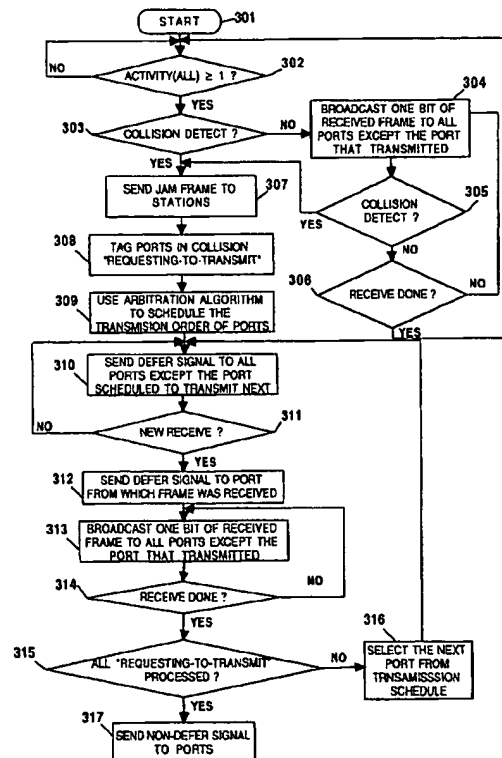 START
301
ACTIVITY(ALL) ≥ 1 ?
302
NO
YES
303
COLLISION DETECT ?
NO
YES
304
BROADCAST ONE BIT OF
RECEIVED FRAME TO ALL
PORTS EXCEPT THE PORT
THAT TRANSMITTED
COLLISION
DETECT ?
305
YES
NO
306
RECEIVE DONE ?
NO
YES
SEND JAM FRAME TO
STATIONS
307
308
TAG PORTS IN COLLISION
"REQUESTING-TO-TRANSMIT"
309
USE ARBITRATION ALGORITHM
TO SCHEDULE THE
TRANSMISION ORDER OF PORTS
310
SEND DEFER SIGNAL TO ALL
PORTS EXCEPT THE PORT
SCHEDULED TO TRANSMIT NEXT
311
NEW RECEIVE ?
NO
YES
312
SEND DEFER SIGNAL TO PORT
FROM WHICH FRAME WAS RECEIVED
313
BROADCAST ONE BIT OF RECEIVED
FRAME TO ALL PORTS EXCEPT THE
PORT THAT TRANSMITTED
314
RECEIVE DONE ?
NO
YES
315
ALL "REQUESTING-TO-TRANSMIT"
PROCESSED ?
NO
YES
316
SELECT THE NEXT
PORT FROM
TRNSAMISSSION
SCHEDULE
317
SEND NON-DEFER SIGNAL
TO PORTS